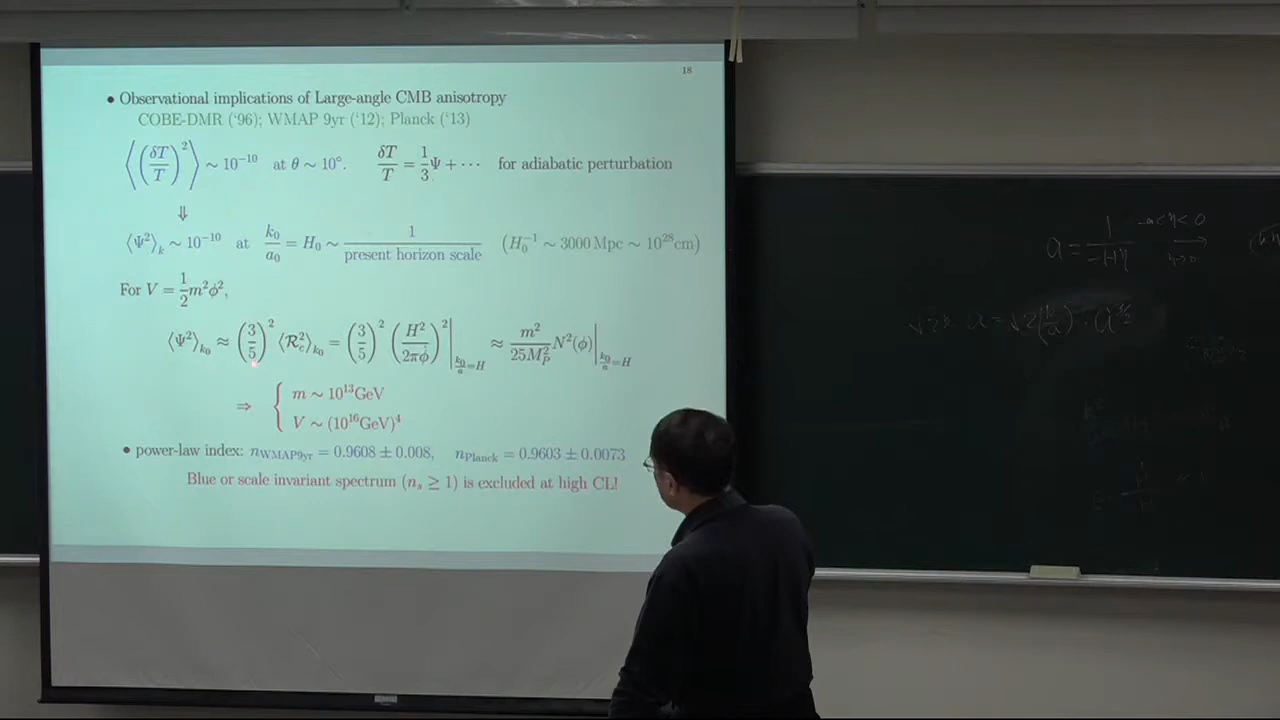 18
• Observational implications of Large-angle CMB anisotropy
COBE-DMR (‘96); WMAP 9yr (‘12); Planck (‘13)
⟨(δT/T)²⟩ ∼ 10⁻¹⁰ at θ ∼ 10°. δT/T = 1/3 Ψ + ⋯ for adiabatic perturbation
⇓
⟨Ψ²⟩ₖ ∼ 10⁻¹⁰ at k₀/a₀ = H₀ ∼ 1/present horizon scale (H₀⁻¹ ∼ 3000 Mpc ∼ 10²⁸cm)
For V = 1/2 m²ϕ²,
⟨Ψ²⟩ₖ₀ ≈ (3/5)² ⟨𝓡c²⟩ₖ₀ = (3/5)² (H²/2πϕ̇)²|ₖ₀/ₐ₌H ≈ m²/25M_P² N²(ϕ)|ₖ₀/ₐ₌H
⇒ { m ∼ 10¹³GeV
V ∼ (10¹⁶GeV)⁴
• power-law index: n_WMAP9yr = 0.9608 ± 0.008, n_Planck = 0.9603 ± 0.0073
Blue or scale invariant spectrum (nₛ ≥ 1) is excluded at high CL!
a = 1/-Hη